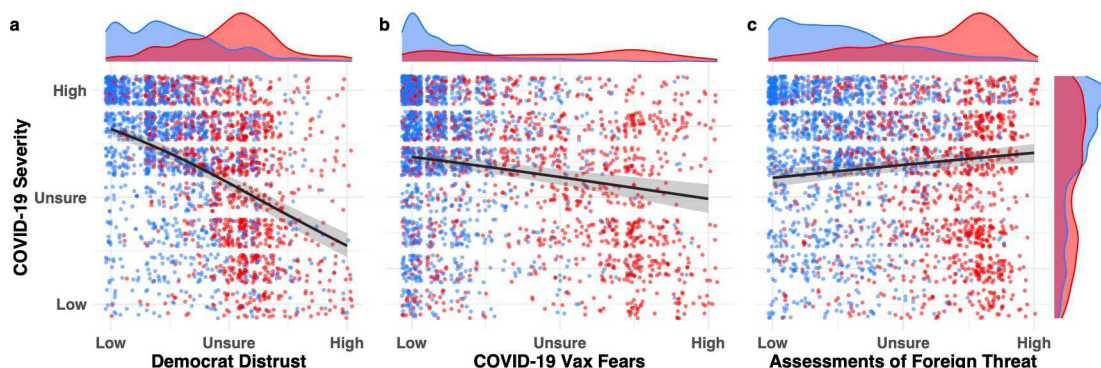 a
b
c
COVID-19 Severity
High
Unsure
Low
Low Unsure High
Democrat Distrust
Low Unsure High
COVID-19 Vax Fears
Low Unsure High
Assessments of Foreign Threat